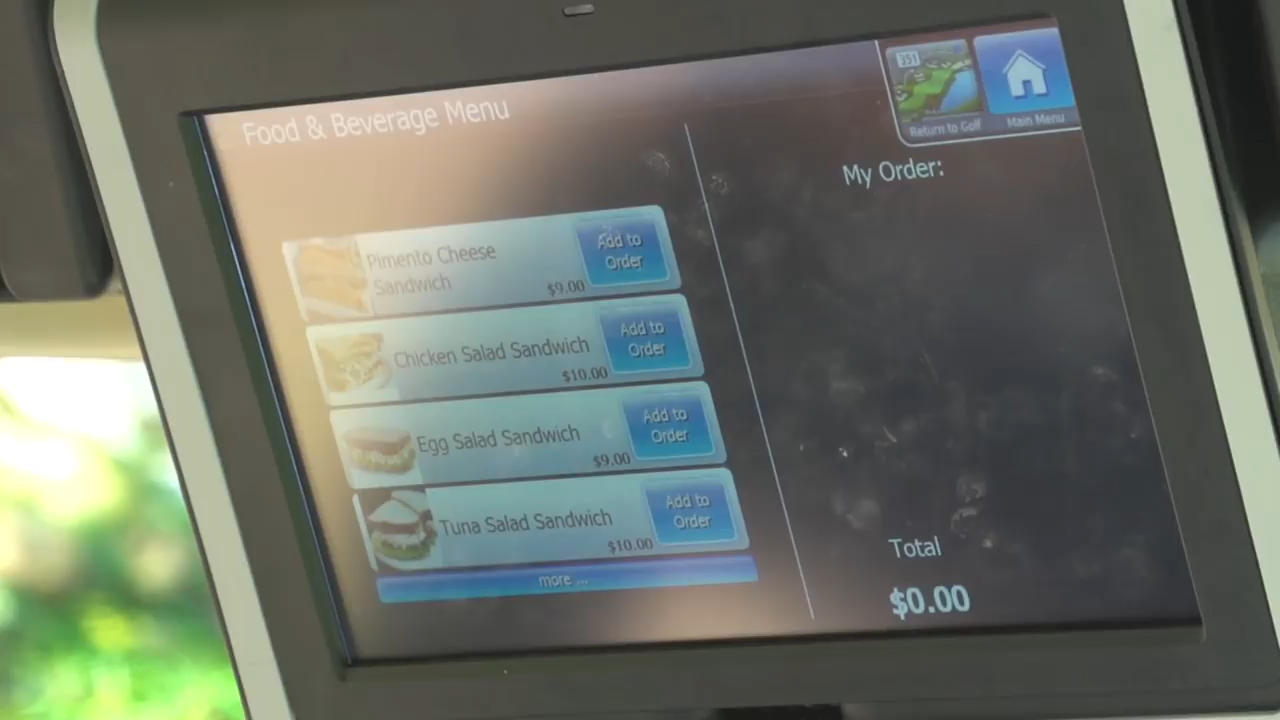 Food & Beverage Menu
351
Return to Golf
Main Menu
My Order:
Pimento Cheese
Sandwich
$9.00
Add to
Order
Chicken Salad Sandwich
$10.00
Add to
Order
Egg Salad Sandwich
$9.00
Add to
Order
Tuna Salad Sandwich
$10.00
Add to
Order
more ...
Total
$0.00